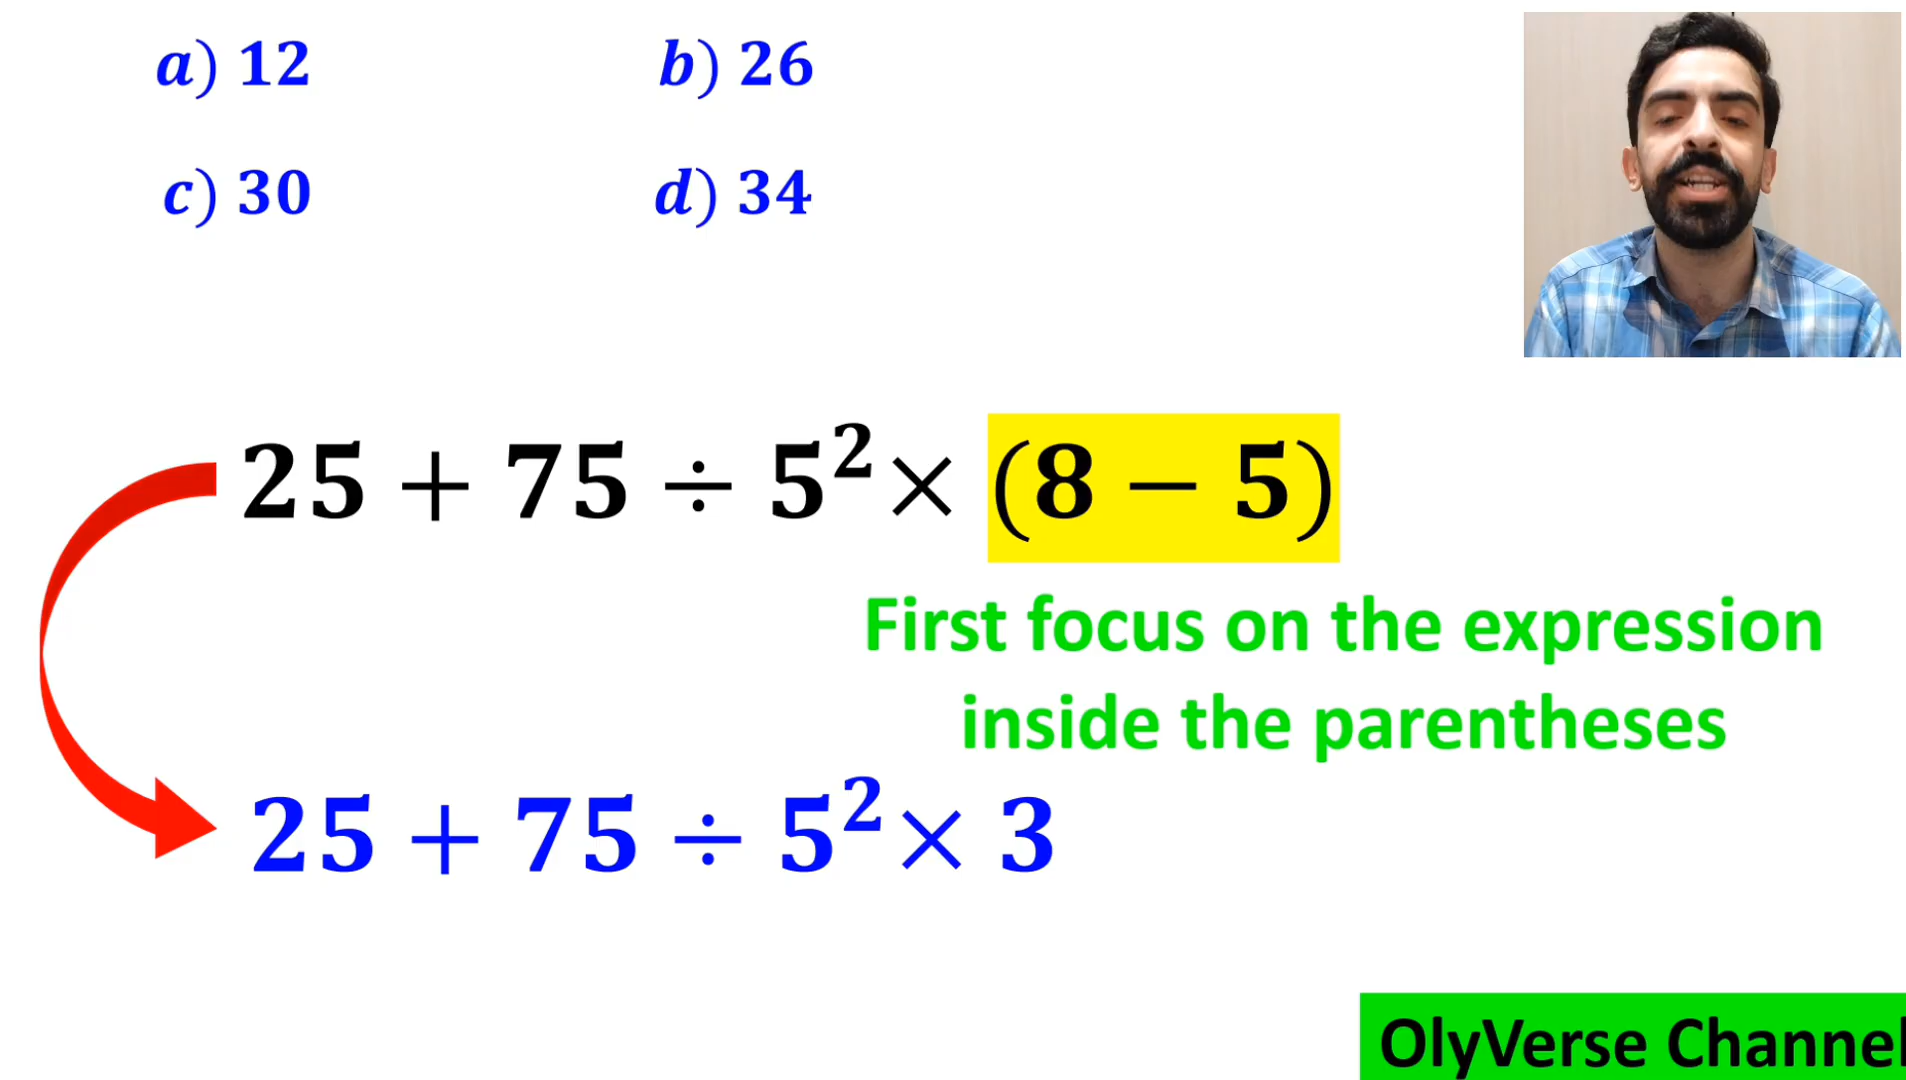 a) 12 b) 26
c) 30 d) 34
25 + 75 ÷ 5² × (8 − 5)
First focus on the expression
inside the parentheses
25 + 75 ÷ 5² × 3
OlyVerse Channel